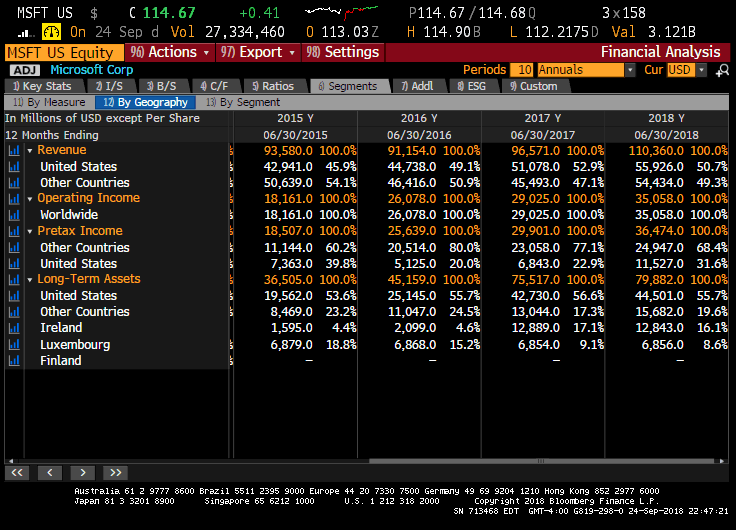 MSFT US $ C 114.67 +0.41 P114.67/114.68Q 3x158
On 24 Sep d Vol 27,334,460 O 113.03Z H 114.90B L 112.2175D Val 3.121B
MSFT US Equity 96) Actions 97) Export 98) Settings Financial Analysis
ADJ Microsoft Corp Periods 10 Annuals Cur USD
1) Key Stats 2) I/S 3) B/S 4) C/F 5) Ratios 6) Segments 7) Addl 8) ESG 9) Custom
11) By Measure 12) By Geography 13) By Segment
In Millions of USD except Per Share 2015 Y 2016 Y 2017 Y 2018 Y
12 Months Ending 06/30/2015 06/30/2016 06/30/2017 06/30/2018
Revenue % 93,580.0 100.0% 91,154.0 100.0% 96,571.0 100.0% 110,360.0 100.0%
United States % 42,941.0 45.9% 44,738.0 49.1% 51,078.0 52.9% 55,926.0 50.7%
Other Countries % 50,639.0 54.1% 46,416.0 50.9% 45,493.0 47.1% 54,434.0 49.3%
Operating Income % 18,161.0 100.0% 26,078.0 100.0% 29,025.0 100.0% 35,058.0 100.0%
Worldwide % 18,161.0 100.0% 26,078.0 100.0% 29,025.0 100.0% 35,058.0 100.0%
Pretax Income % 18,507.0 100.0% 25,639.0 100.0% 29,901.0 100.0% 36,474.0 100.0%
Other Countries % 11,144.0 60.2% 20,514.0 80.0% 23,058.0 77.1% 24,947.0 68.4%
United States % 7,363.0 39.8% 5,125.0 20.0% 6,843.0 22.9% 11,527.0 31.6%
Long-Term Assets % 36,505.0 100.0% 45,159.0 100.0% 75,517.0 100.0% 79,882.0 100.0%
United States % 19,562.0 53.6% 25,145.0 55.7% 42,730.0 56.6% 44,501.0 55.7%
Other Countries % 8,469.0 23.2% 11,047.0 24.5% 13,044.0 17.3% 15,682.0 19.6%
Ireland % 1,595.0 4.4% 2,099.0 4.6% 12,889.0 17.1% 12,843.0 16.1%
Luxembourg % 6,879.0 18.8% 6,868.0 15.2% 6,854.0 9.1% 6,856.0 8.6%
Finland % – – – –
<< < > >>
Australia 61 2 9777 8600 Brazil 5511 2395 9000 Europe 44 20 7330 7500 Germany 49 69 9204 1210 Hong Kong 852 2977 6000
Japan 81 3 3201 8900 Singapore 65 6212 1000 U.S. 1 212 318 2000 Copyright 2018 Bloomberg Finance L.P.
SN 713468 EDT GMT-4:00 G819-298-0 24-Sep-2018 22:47:21